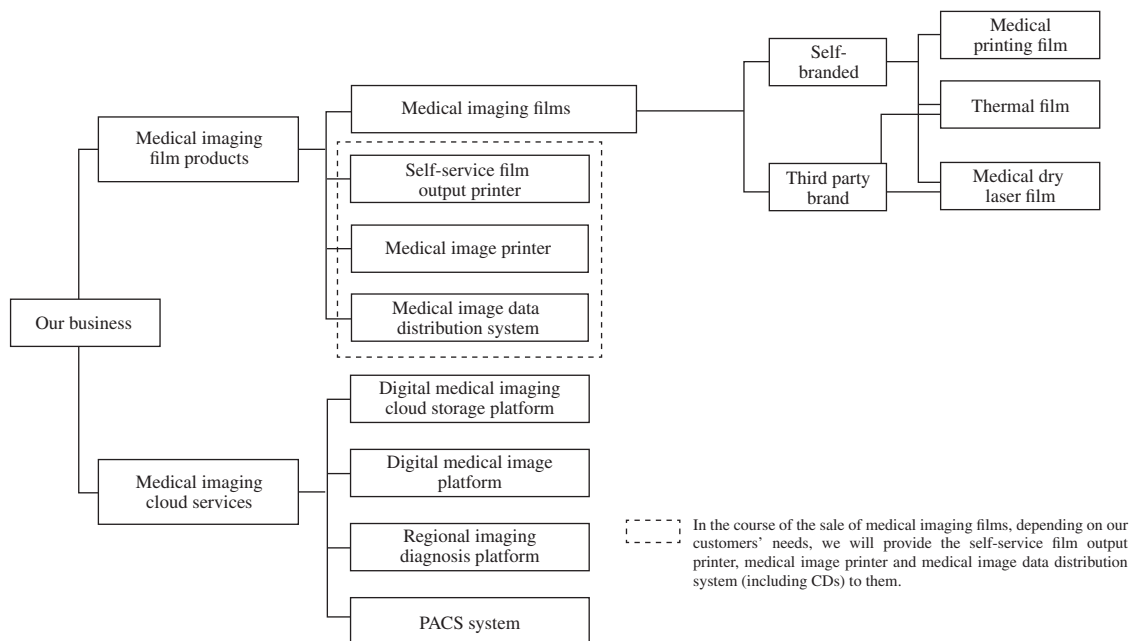 Our business
Medical imaging
film products
Medical imaging films
Self-service film
output printer
Medical image printer
Medical image data
distribution system
Self-
branded
Third party
brand
Medical
printing film
Thermal film
Medical dry
laser film
Medical imaging
cloud services
Digital medical imaging
cloud storage platform
Digital medical image
platform
Regional imaging
diagnosis platform
PACS system
In the course of the sale of medical imaging films, depending on our
customers’ needs, we will provide the self-service film output
printer, medical image printer and medical image data distribution
system (including CDs) to them.